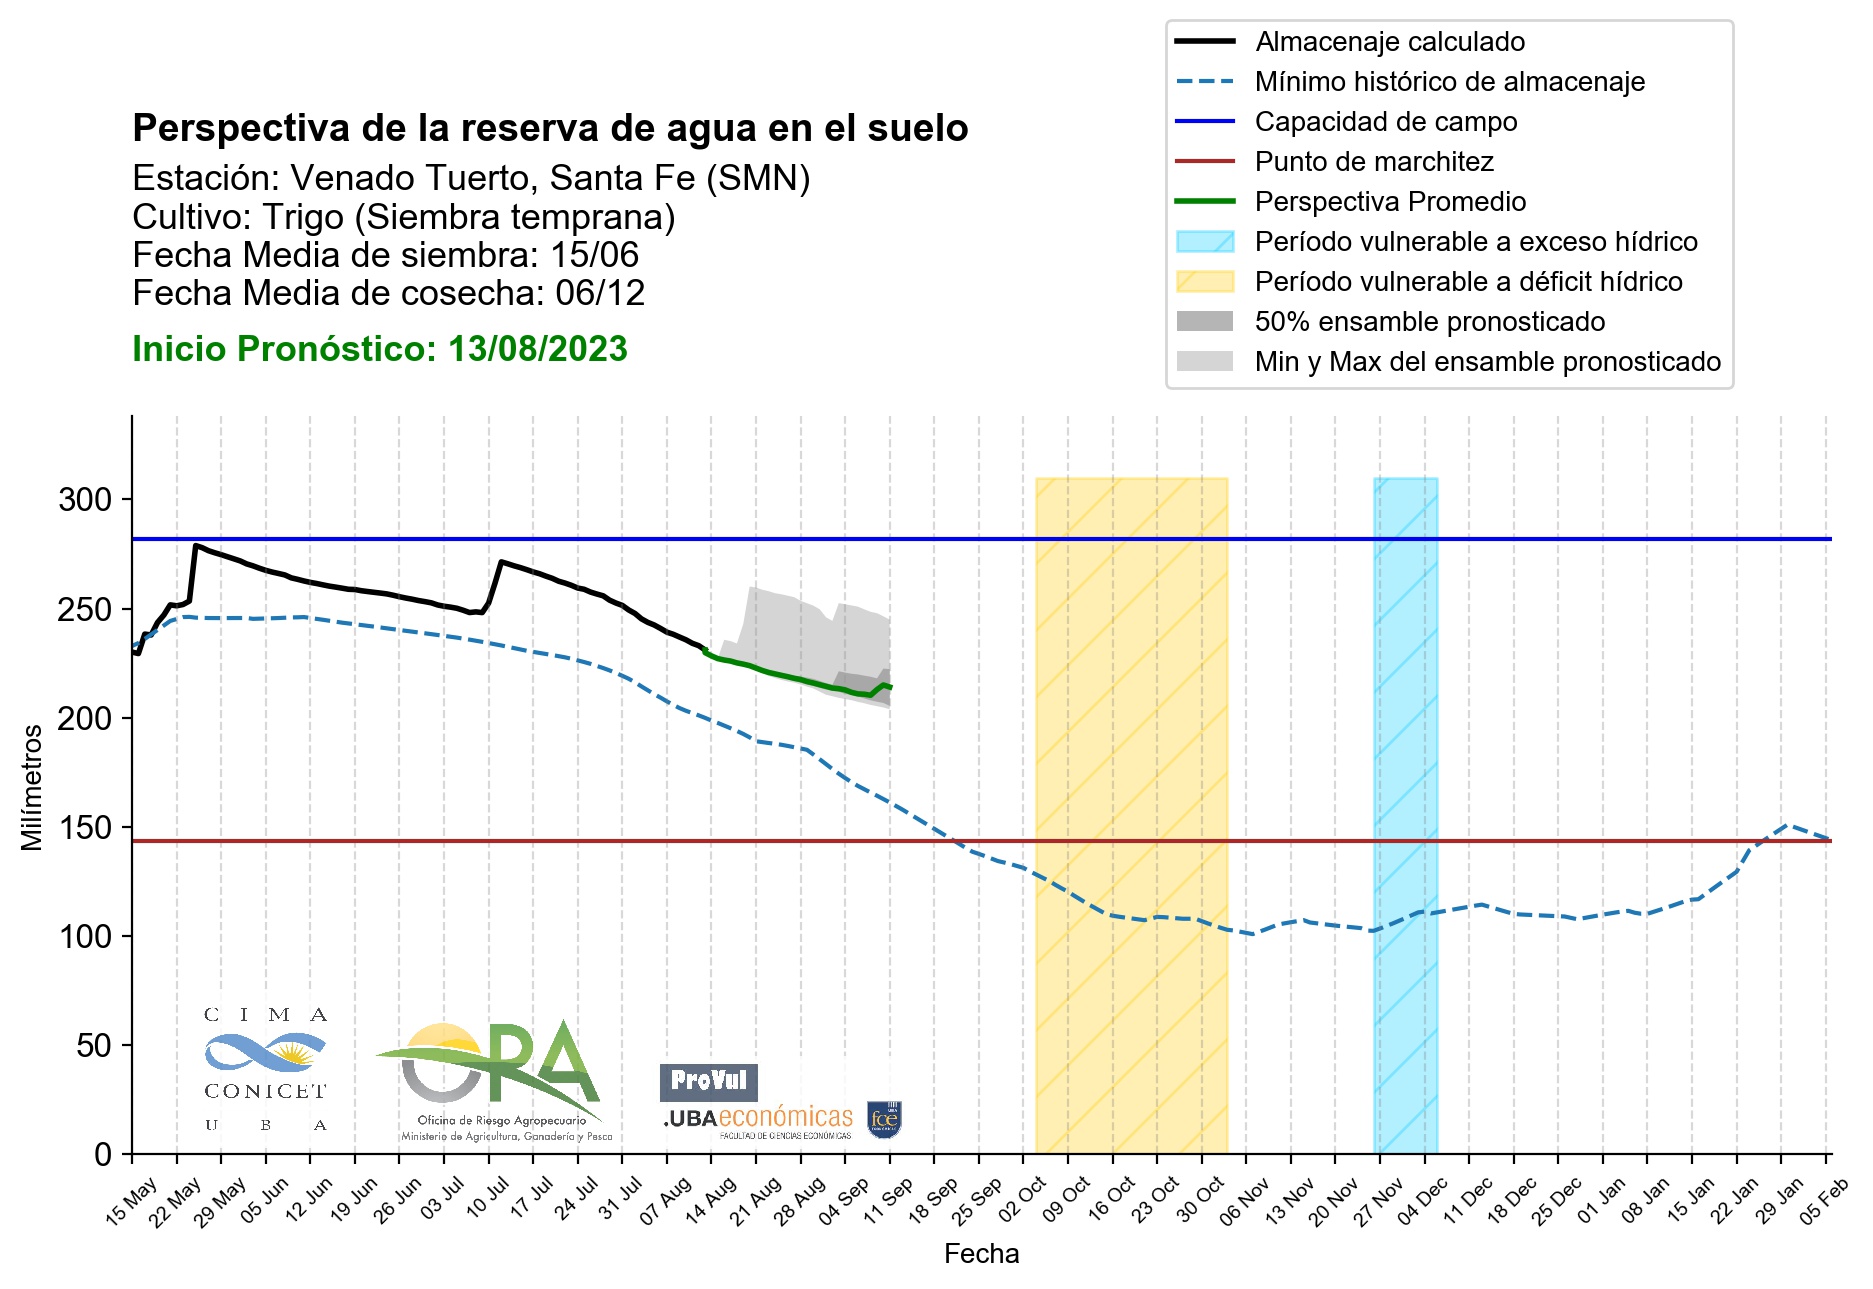 Almacenaje calculado
Mínimo histórico de almacenaje
Capacidad de campo
Punto de marchitez
Perspectiva Promedio
Período vulnerable a exceso hídrico
Período vulnerable a déficit hídrico
50% ensamble pronosticado
Min y Max del ensamble pronosticado
Perspectiva de la reserva de agua en el suelo
Estación: Venado Tuerto, Santa Fe (SMN)
Cultivo: Trigo (Siembra temprana)
Fecha Media de siembra: 15/06
Fecha Media de cosecha: 06/12
Inicio Pronóstico: 13/08/2023
Milímetros
300
250
200
150
100
50
0
CIMA
CONICET
UBA
ORA
Oficina de Riesgo Agropecuario
Ministerio de Agricultura, Ganadería y Pesca
ProVul
.UBAeconómicas
FACULTAD DE CIENCIAS ECONÓMICAS
UBA
fce
15 May
22 May
29 May
05 Jun
12 Jun
19 Jun
26 Jun
03 Jul
10 Jul
17 Jul
24 Jul
31 Jul
07 Aug
14 Aug
21 Aug
28 Aug
04 Sep
11 Sep
18 Sep
25 Sep
02 Oct
09 Oct
16 Oct
23 Oct
30 Oct
06 Nov
13 Nov
20 Nov
27 Nov
04 Dec
11 Dec
18 Dec
25 Dec
01 Jan
08 Jan
15 Jan
22 Jan
29 Jan
05 Feb
Fecha